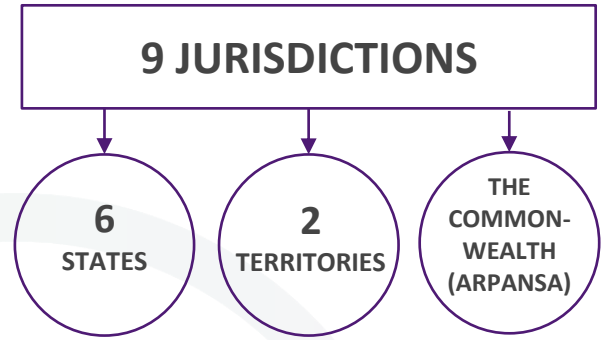 9 JURISDICTIONS
6
STATES
2
TERRITORIES
THE
COMMON-
WEALTH
(ARPANSA)